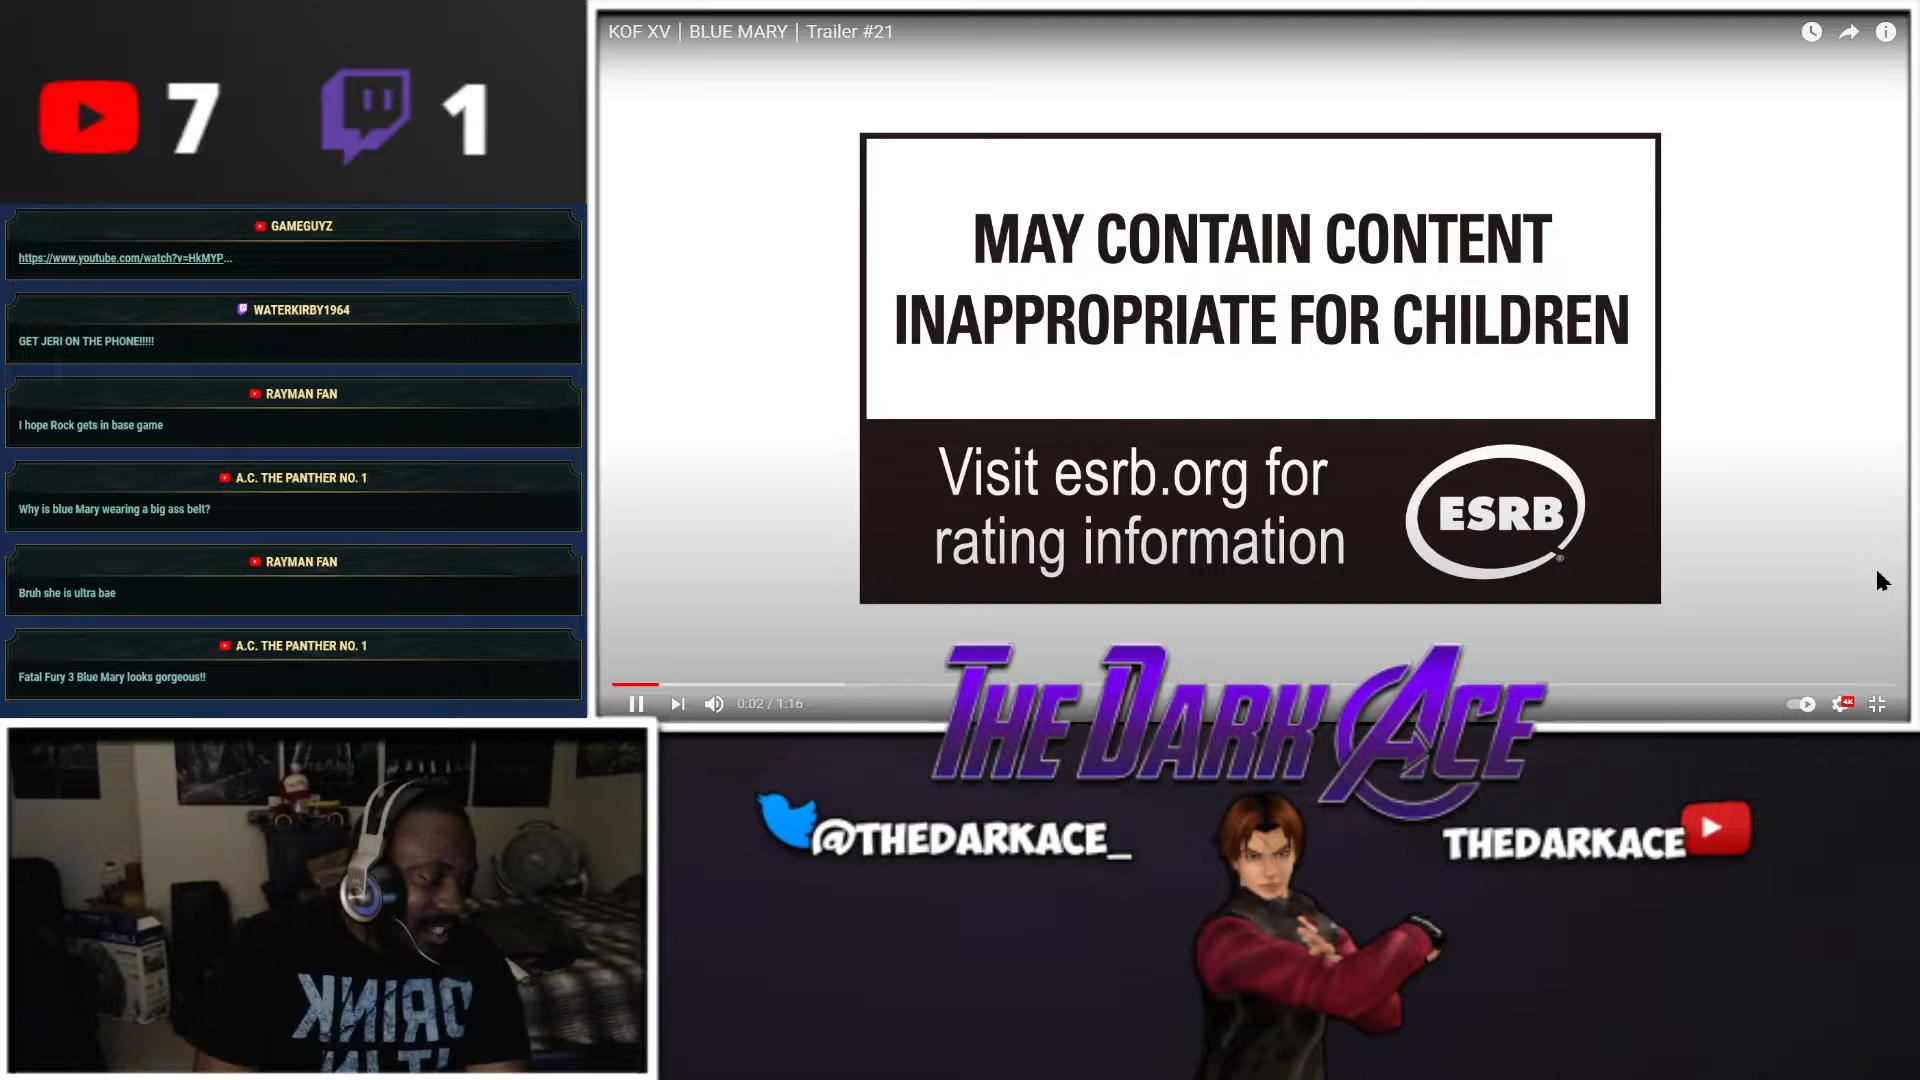 7
1
GAMEGUYZ
https://www.youtube.com/watch?v=HkMYP...
WATERKIRBY1964
GET JERI ON THE PHONE!!!!!
RAYMAN FAN
I hope Rock gets in base game
A.C. THE PANTHER NO. 1
Why is blue Mary wearing a big ass belt?
RAYMAN FAN
Bruh she is ultra bae
A.C. THE PANTHER NO. 1
Fatal Fury 3 Blue Mary looks gorgeous!!
KOF XV | BLUE MARY | Trailer #21
MAY CONTAIN CONTENT
INAPPROPRIATE FOR CHILDREN
Visit esrb.org for
rating information
ESRB
0:02 / 1:16
4K
THE DARK ACE
@THEDARKACE_
THEDARKACE
DRINK